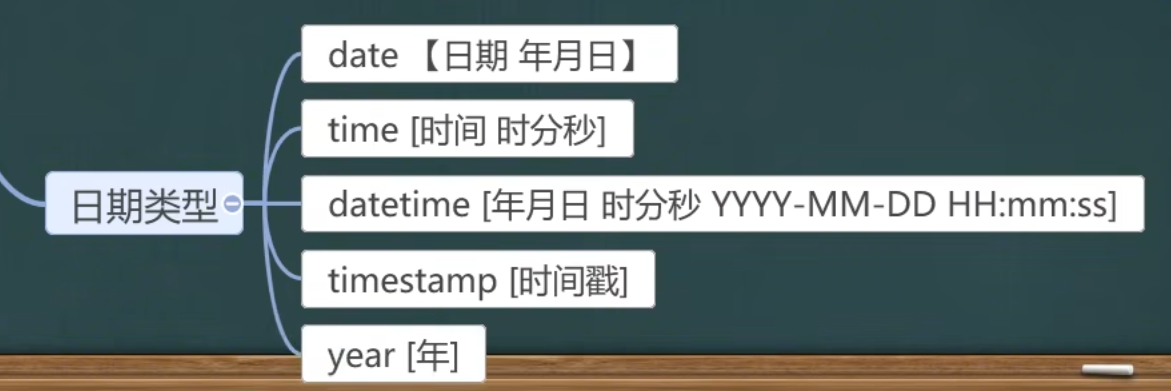 date 【日期 年月日】
time [时间 时分秒]
日期类型
datetime [年月日 时分秒 YYYY-MM-DD HH:mm:ss]
timestamp [时间戳]
year [年]